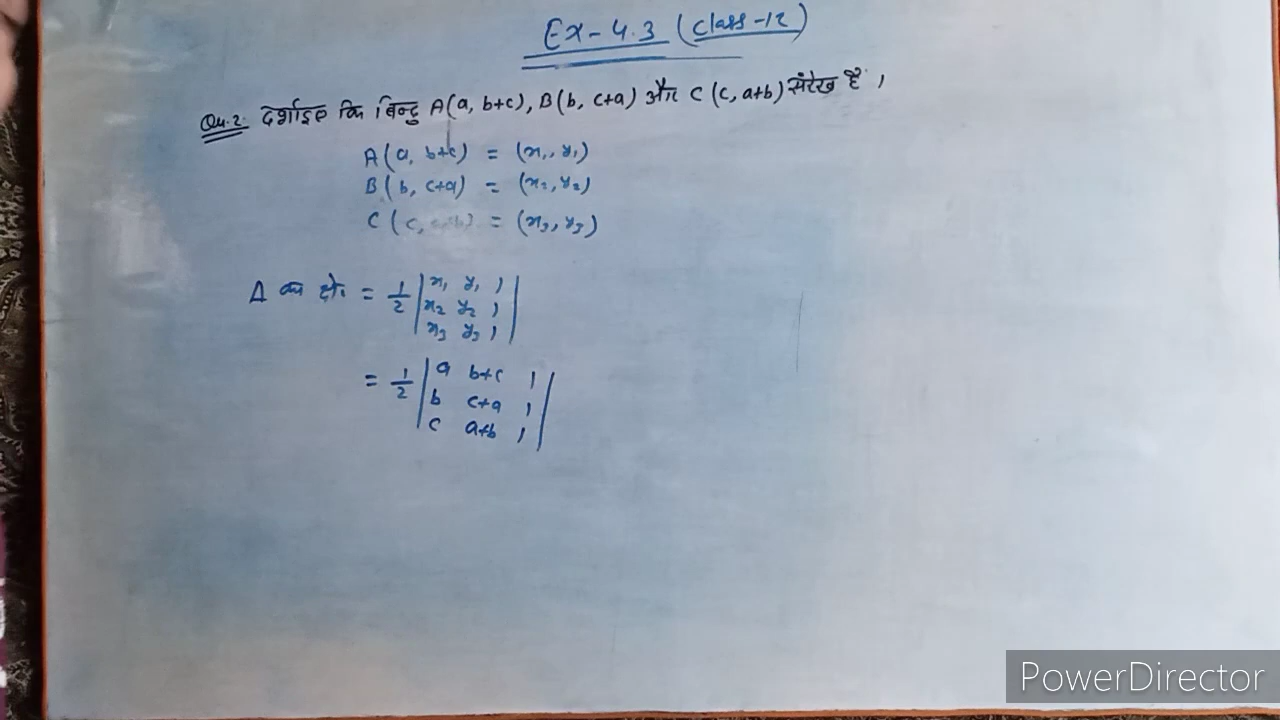 Ex-4.3 (Class-12)
Qu.2. दर्शाइए कि बिन्दु A(a, b+c), B(b, c+a) और C (c, a+b) संरेख है ।
A(a, b+c) = (x₁, y₁)
B(b, c+a) = (x₂, y₂)
C(c, a+b) = (x₃, y₃)
Δ का क्षे० = 1/2 | x₁ y₁ 1 |
| x₂ y₂ 1 |
| x₃ y₃ 1 |
= 1/2 | a b+c 1 |
| b c+a 1 |
| c a+b 1 |
PowerDirector